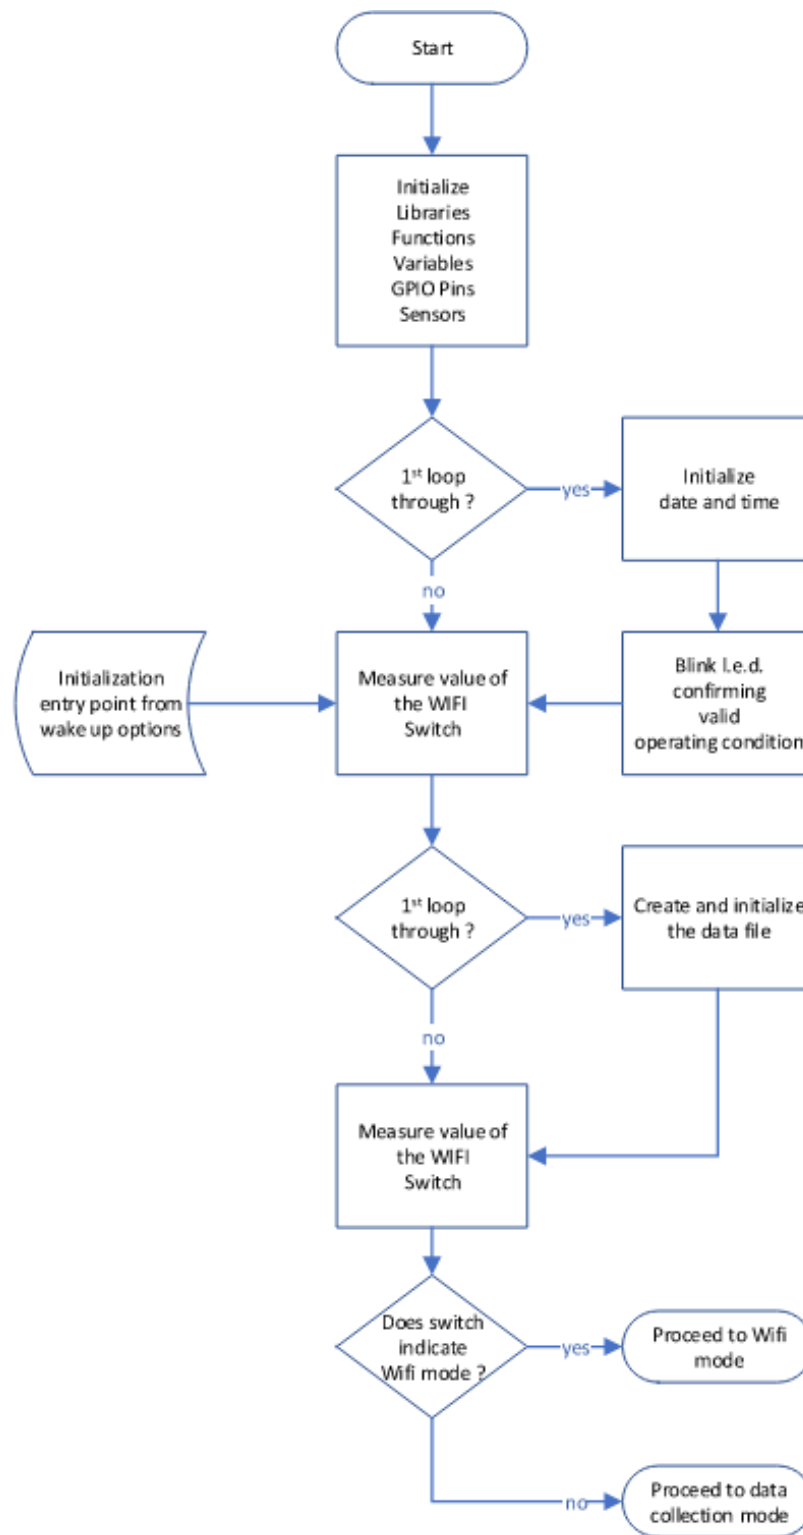 Start
Initialize
Libraries
Functions
Variables
GPIO Pins
Sensors
1st loop
through ?
yes
Initialize
date and time
no
Initialization
entry point from
wake up options
Measure value of
the WIFI
Switch
Blink l.e.d.
confirming
valid
operating condition
1st loop
through ?
yes
Create and initialize
the data file
no
Measure value of
the WIFI
Switch
Does switch
indicate
Wifi mode ?
yes
Proceed to Wifi
mode
no
Proceed to data
collection mode